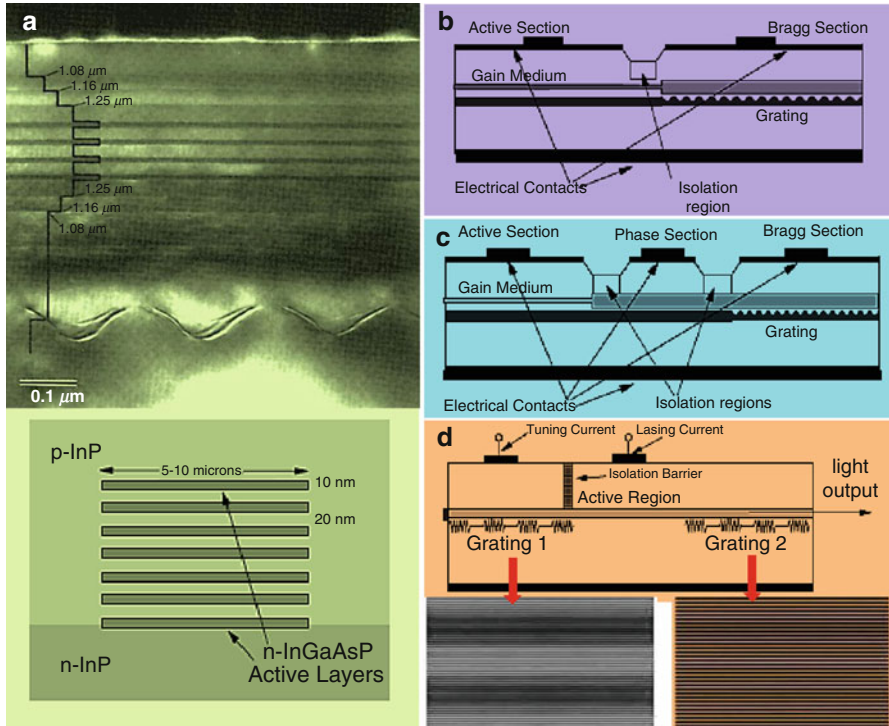 a
1.08 μm
1.16 μm
1.25 μm
1.25 μm
1.16 μm
1.08 μm
0.1 μm
p-InP
5-10 microns
10 nm
20 nm
n-InGaAsP
Active Layers
n-InP
b
Active Section
Bragg Section
Gain Medium
Grating
Electrical Contacts
Isolation
region
c
Active Section
Phase Section
Bragg Section
Gain Medium
Grating
Electrical Contacts
Isolation regions
d
Tuning Current
Lasing Current
Isolation Barrier
Active Region
light
output
Grating 1
Grating 2